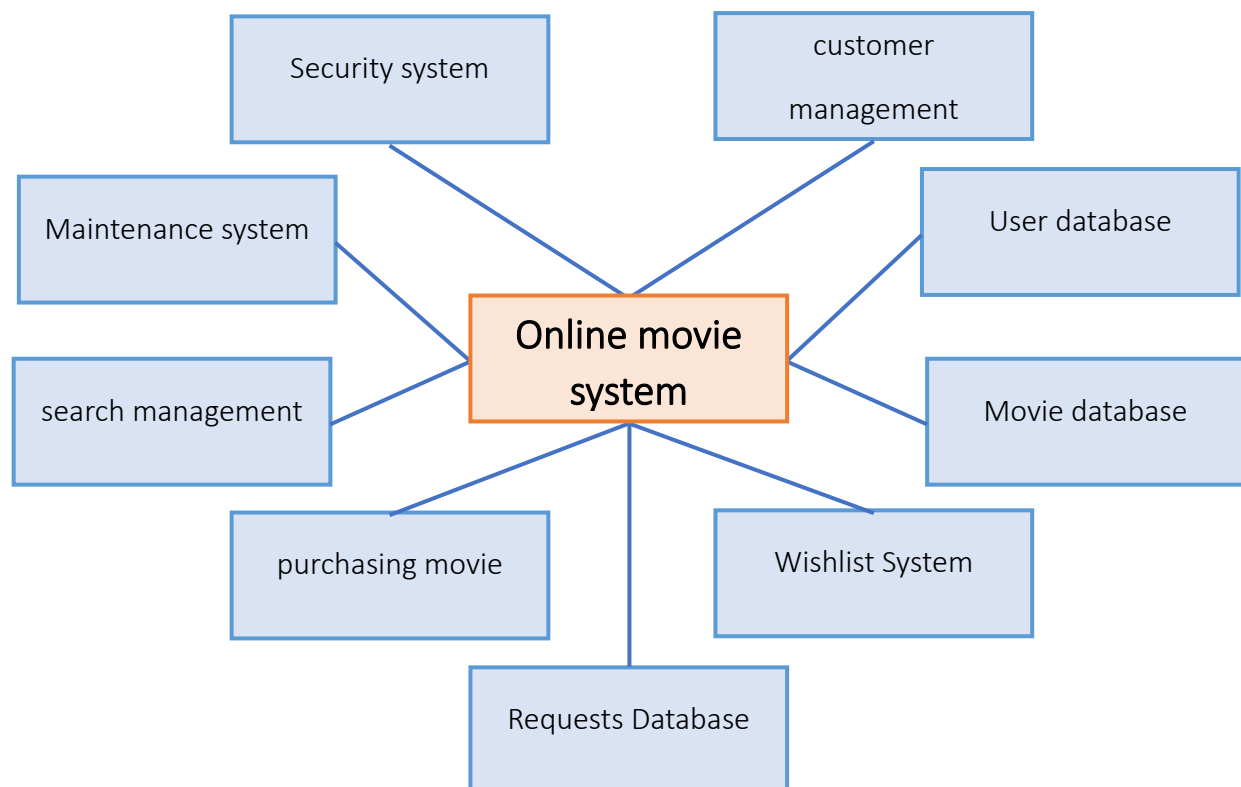 Security system
customer
management
Maintenance system
User database
Online movie
system
search management
Movie database
purchasing movie
Wishlist System
Requests Database